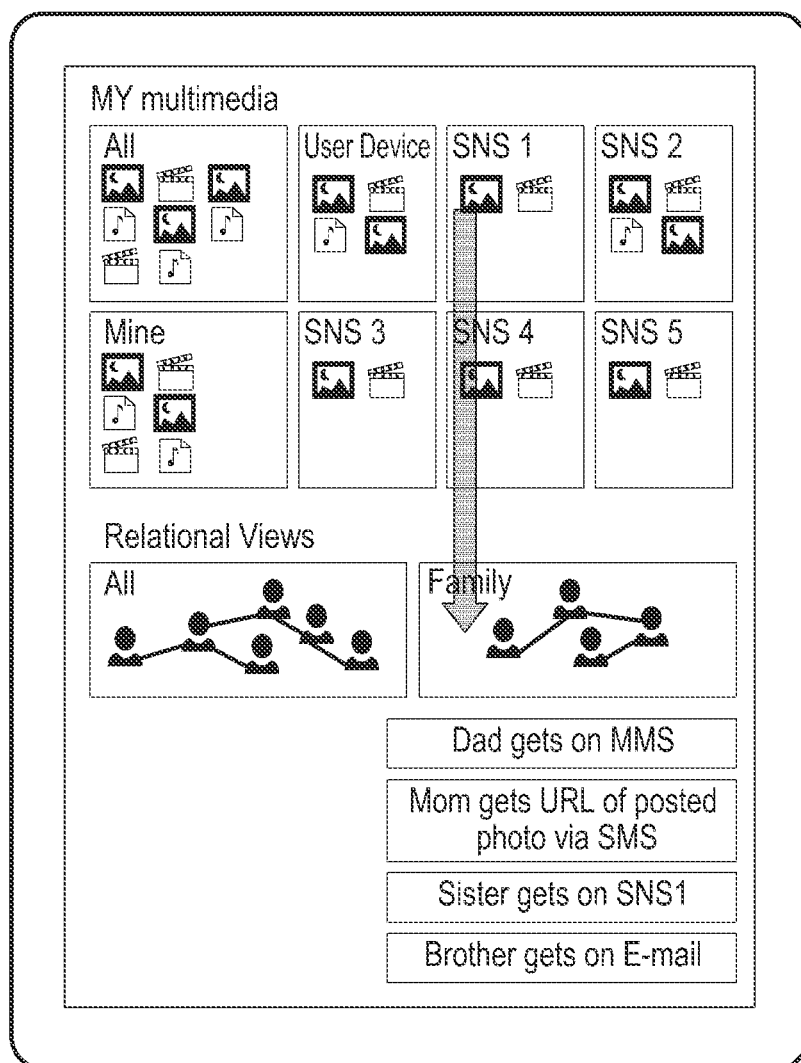 MY multimedia
All
User Device
SNS 1
SNS 2
Mine
SNS 3
SNS 4
SNS 5
Relational Views
All
Family
Dad gets on MMS
Mom gets URL of posted
photo via SMS
Sister gets on SNS1
Brother gets on E-mail